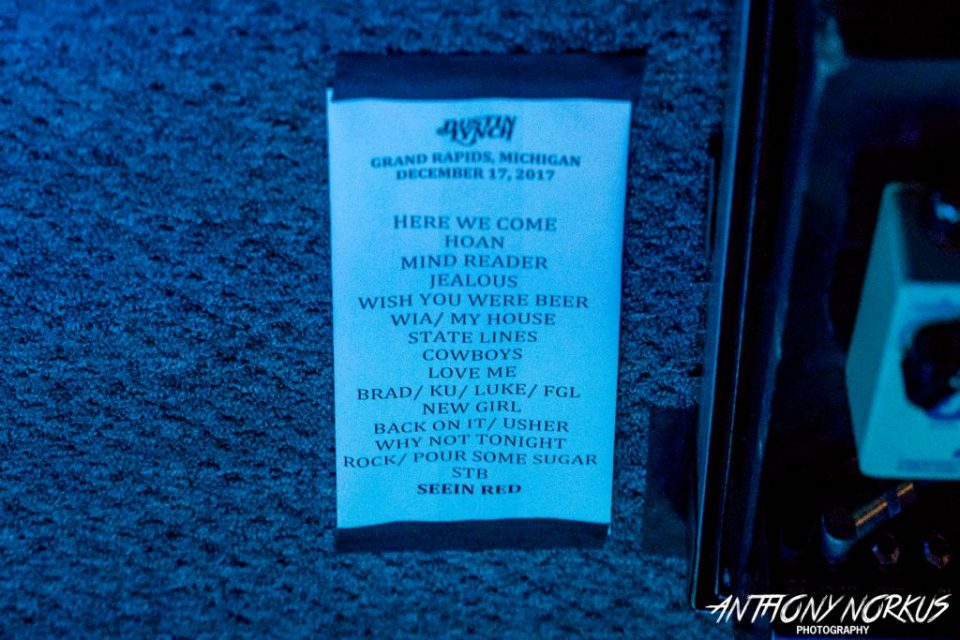 DUSTIN
LYNCH
GRAND RAPIDS, MICHIGAN
DECEMBER 17, 2017
HERE WE COME
HOAN
MIND READER
JEALOUS
WISH YOU WERE BEER
WIA/ MY HOUSE
STATE LINES
COWBOYS
LOVE ME
BRAD/ KU/ LUKE/ FGL
NEW GIRL
BACK ON IT/ USHER
WHY NOT TONIGHT
ROCK/ POUR SOME SUGAR
STB
SEEIN RED
ANTHONY NORKUS
PHOTOGRAPHY